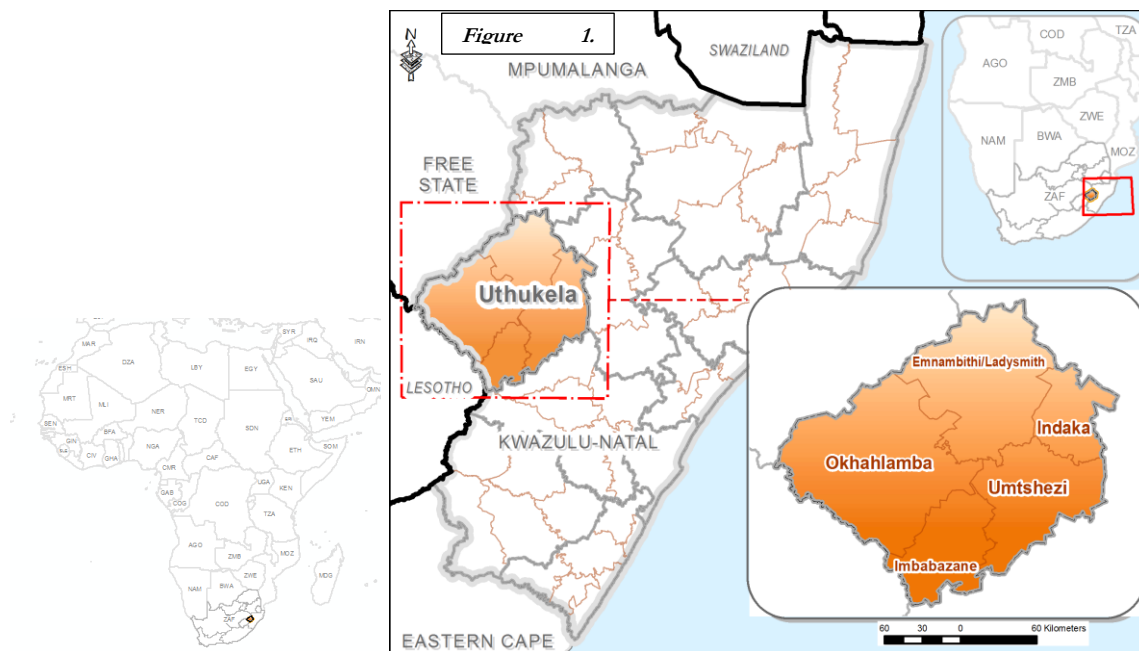 Figure 1.
N
MPUMALANGA
SWAZILAND
FREE
STATE
Uthukela
LESOTHO
KWAZULU-NATAL
EASTERN CAPE
COD
TZA
AGO
ZMB
ZWE
NAM
BWA
MOZ
ZAF
Emnambithi/Ladysmith
Indaka
Okhahlamba
Umtshezi
Imbabazane
60 30 0 60 Kilometers
SYR
MAR
IRQ
IRN
DZA
ESH
LBY
EGY
SAU
OMN
MRT
MLI
NER
TCD
SDN
YEM
SEN
BFA
GIN
NGA
CIV
GHA
CMR
CAF
ETH
SOM
GAB
COG
COD
UGA
KEN
TZA
AGO
ZMB
MOZ
ZWE
MDG
NAM
BWA
ZAF